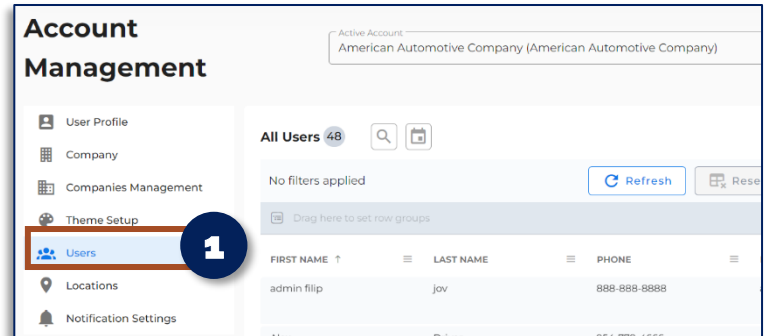 Account
Management
Active Account
American Automotive Company (American Automotive Company)
User Profile
Company
Companies Management
Theme Setup
Users
1
Locations
Notification Settings
All Users 48
No filters applied
Refresh
Rese
Drag here to set row groups
FIRST NAME ↑ LAST NAME PHONE
admin filip jov 888-888-8888